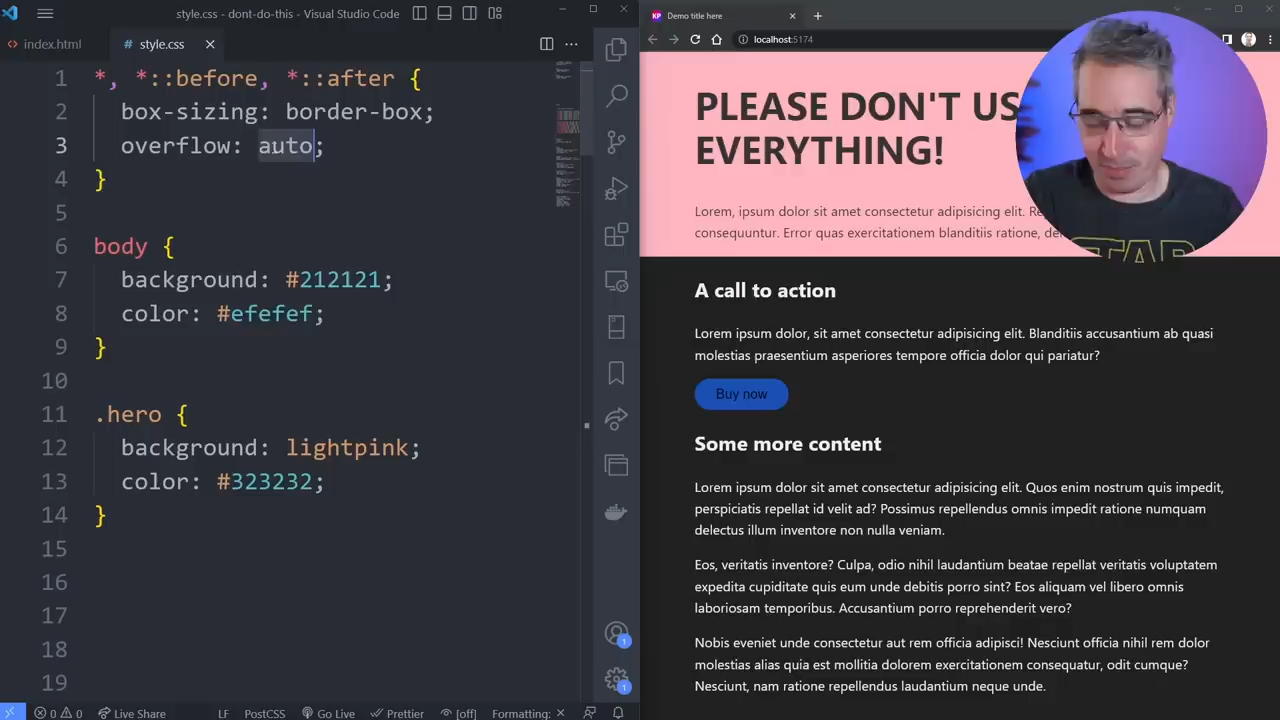 style.css - dont-do-this - Visual Studio Code
index.html
# style.css
1 *, *::before, *::after {
2 box-sizing: border-box;
3 overflow: auto;
4 }
5
6 body {
7 background: #212121;
8 color: #efefef;
9 }
10
11 .hero {
12 background: lightpink;
13 color: #323232;
14 }
15
16
17
18
19
1
1
0 0 Live Share LF PostCSS Go Live Prettier [off] Formatting:
KP Demo title here
localhost:5174
PLEASE DON'T US
EVERYTHING!
Lorem, ipsum dolor sit amet consectetur adipisicing elit.
consequuntur. Error quas exercitationem blanditiis ratione,
A call to action
Lorem ipsum dolor, sit amet consectetur adipisicing elit. Blanditiis accusantium ab quasi
molestias praesentium asperiores tempore officia dolor qui pariatur?
Buy now
Some more content
Lorem ipsum dolor sit amet consectetur adipisicing elit. Quos enim nostrum quis impedit,
perspiciatis repellat id velit ad? Possimus repellendus omnis impedit ratione numquam
delectus illum inventore non nulla veniam.
Eos, veritatis inventore? Culpa, odio nihil laudantium beatae repellat veritatis voluptatem
expedita cupiditate quis eum unde debitis porro sint? Eos aliquam vel libero omnis
laboriosam temporibus. Accusantium porro reprehenderit vero?
Nobis eveniet unde consectetur aut rem officia adipisci! Nesciunt officia nihil rem dolor
molestias alias quia est mollitia dolorem exercitationem consequatur, odit cumque?
Nesciunt, nam ratione repellendus laudantium neque unde.